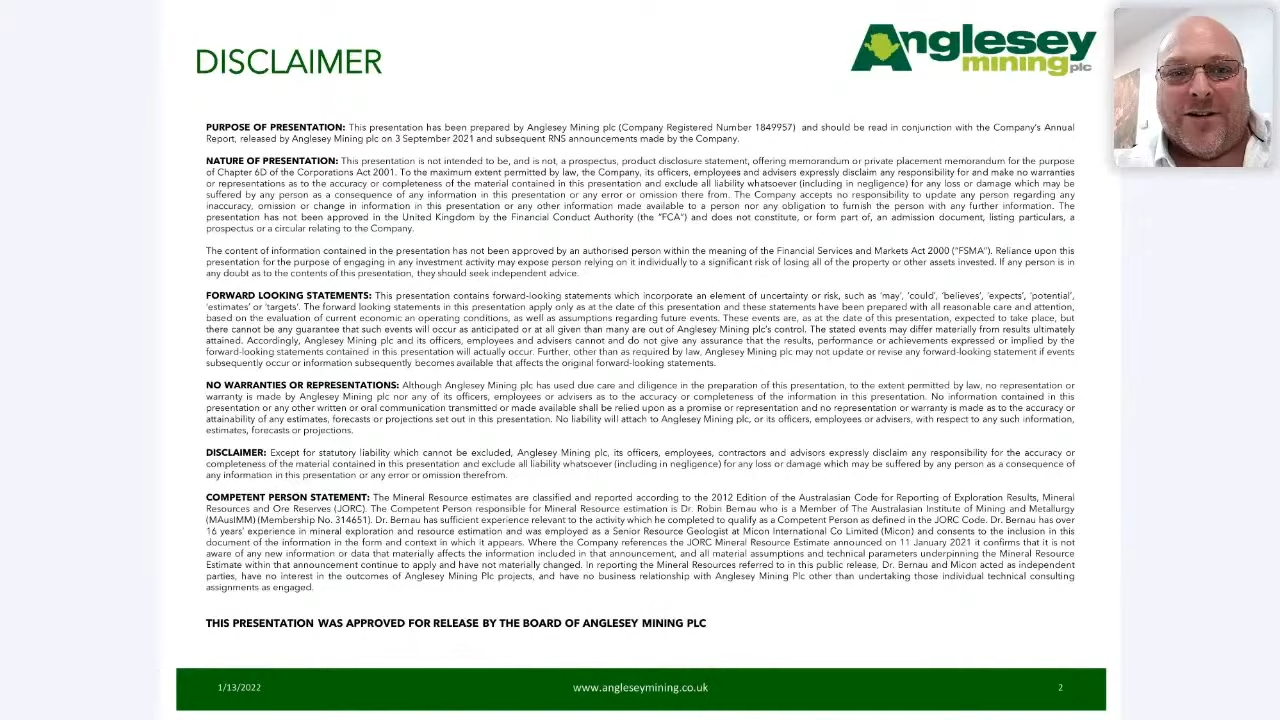 DISCLAIMER
Anglesey
mining plc
PURPOSE OF PRESENTATION: This presentation has been prepared by Anglesey Mining plc (Company Registered Number 1849957) and should be read in conjunction with the Company's Annual
Report, released by Anglesey Mining plc on 3 September 2021 and subsequent RNS announcements made by the Company.
NATURE OF PRESENTATION: This presentation is not intended to be, and is not, a prospectus, product disclosure statement, offering memorandum or private placement memorandum for the purpose
of Chapter 6D of the Corporations Act 2001. To the maximum extent permitted by law, the Company, its officers, employees and advisers expressly disclaim any responsibility for and make no warranties
or representations as to the accuracy or completeness of the material contained in this presentation and exclude all liability whatsoever (including in negligence) for any loss or damage which may be
suffered by any person as a consequence of any information in this presentation or any error or omission there from. The Company accepts no responsibility to update any person regarding any
inaccuracy, omission or change in information in this presentation or any other information made available to a person nor any obligation to furnish the person with any further information. The
presentation has not been approved in the United Kingdom by the Financial Conduct Authority (the "FCA") and does not constitute, or form part of, an admission document, listing particulars, a
prospectus or a circular relating to the Company.
The content of information contained in the presentation has not been approved by an authorised person within the meaning of the Financial Services and Markets Act 2000 ("FSMA"). Reliance upon this
presentation for the purpose of engaging in any investment activity may expose person relying on it individually to a significant risk of losing all of the property or other assets invested. If any person is in
any doubt as to the contents of this presentation, they should seek independent advice.
FORWARD LOOKING STATEMENTS: This presentation contains forward-looking statements which incorporate an element of uncertainty or risk, such as 'may', 'could', 'believes', 'expects', 'potential',
'estimates' or 'targets'. The forward looking statements in this presentation apply only as at the date of this presentation and these statements have been prepared with all reasonable care and attention,
based on the evaluation of current economic an operating conditions, as well as assumptions regarding future events. These events are, as at the date of this presentation, expected to take place, but
there cannot be any guarantee that such events will occur as anticipated or at all given than many are out of Anglesey Mining plc's control. The stated events may differ materially from results ultimately
attained. Accordingly, Anglesey Mining plc and its officers, employees and advisers cannot and do not give any assurance that the results, performance or achievements expressed or implied by the
forward-looking statements contained in this presentation will actually occur. Further, other than as required by law, Anglesey Mining plc may not update or revise any forward-looking statement if events
subsequently occur or information subsequently becomes available that affects the original forward-looking statements.
NO WARRANTIES OR REPRESENTATIONS: Although Anglesey Mining plc has used due care and diligence in the preparation of this presentation, to the extent permitted by law, no representation or
warranty is made by Anglesey Mining plc nor any of its officers, employees or advisers as to the accuracy or completeness of the information in this presentation. No information contained in this
presentation or any other written or oral communication transmitted or made available shall be relied upon as a promise or representation and no representation or warranty is made as to the accuracy or
attainability of any estimates, forecasts or projections set out in this presentation. No liability will attach to Anglesey Mining plc, or its officers, employees or advisers, with respect to any such information,
estimates, forecasts or projections.
DISCLAIMER: Except for statutory liability which cannot be excluded, Anglesey Mining plc, its officers, employees, contractors and advisors expressly disclaim any responsibility for the accuracy or
completeness of the material contained in this presentation and exclude all liability whatsoever (including in negligence) for any loss or damage which may be suffered by any person as a consequence of
any information in this presentation or any error or omission therefrom.
COMPETENT PERSON STATEMENT: The Mineral Resource estimates are classified and reported according to the 2012 Edition of the Australasian Code for Reporting of Exploration Results, Mineral
Resources and Ore Reserves (JORC). The Competent Person responsible for Mineral Resource estimation is Dr. Robin Bernau who is a Member of The Australasian Institute of Mining and Metallurgy
(MAusIMM) (Membership No. 314651). Dr. Bernau has sufficient experience relevant to the activity which he completed to qualify as a Competent Person as defined in the JORC Code. Dr. Bernau has over
16 years' experience in mineral exploration and resource estimation and was employed as a Senior Resource Geologist at Micon International Co Limited (Micon) and consents to the inclusion in this
document of the information in the form and context in which it appears. Where the Company references the JORC Mineral Resource Estimate announced on 11 January 2021 it confirms that it is not
aware of any new information or data that materially affects the information included in that announcement, and all material assumptions and technical parameters underpinning the Mineral Resource
Estimate within that announcement continue to apply and have not materially changed. In reporting the Mineral Resources referred to in this public release, Dr. Bernau and Micon acted as independent
parties, have no interest in the outcomes of Anglesey Mining Plc projects, and have no business relationship with Anglesey Mining Plc other than undertaking those individual technical consulting
assignments as engaged.
THIS PRESENTATION WAS APPROVED FOR RELEASE BY THE BOARD OF ANGLESEY MINING PLC
1/13/2022
www.angleseymining.co.uk
2